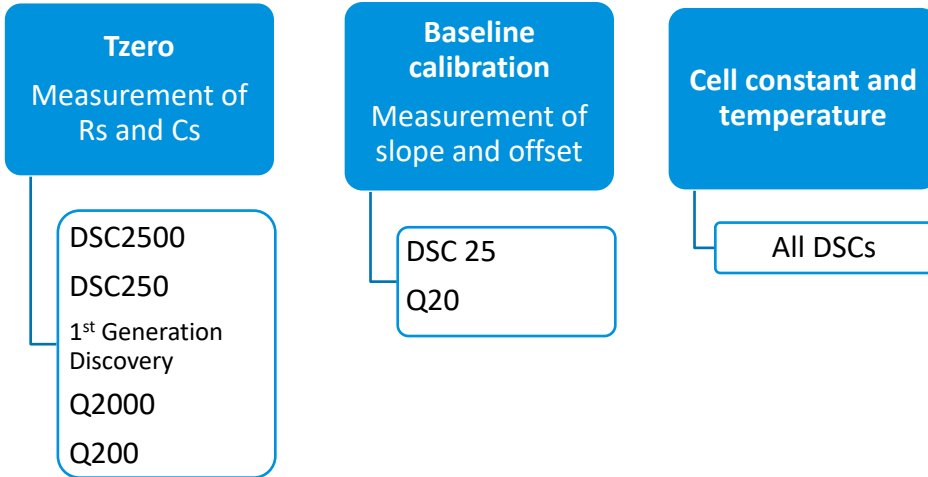 Tzero
Measurement of
Rs and Cs
DSC2500
DSC250
1st Generation
Discovery
Q2000
Q200
Baseline
calibration
Measurement of
slope and offset
DSC 25
Q20
Cell constant and
temperature
All DSCs